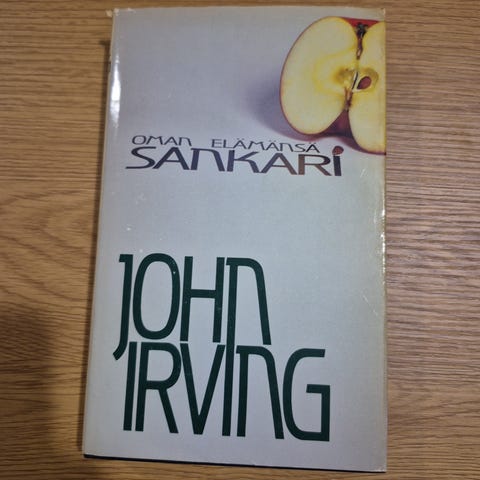 OMAN ELÄMÄNSÄ
SANKARI
JOHN
IRVING